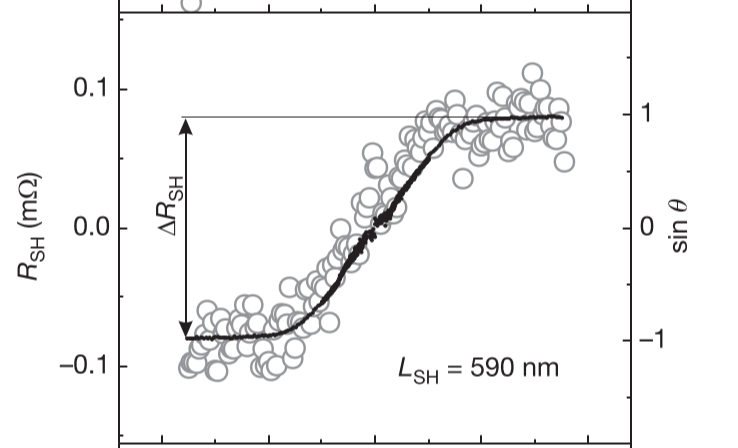 0.1
0.0
−0.1
R_SH (mΩ)
ΔR_SH
L_SH = 590 nm
1
0
−1
sin θ